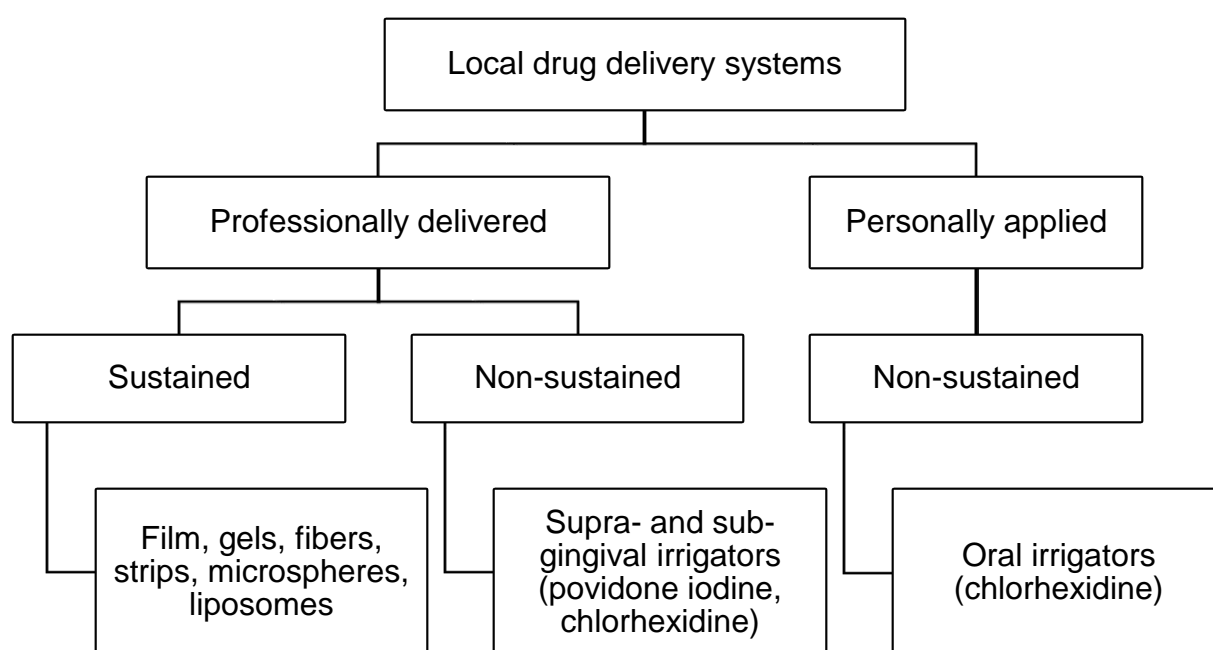 Local drug delivery systems
Professionally delivered
Personally applied
Sustained
Non-sustained
Non-sustained
Film, gels, fibers,
strips, microspheres,
liposomes
Supra- and sub-
gingival irrigators
(povidone iodine,
chlorhexidine)
Oral irrigators
(chlorhexidine)